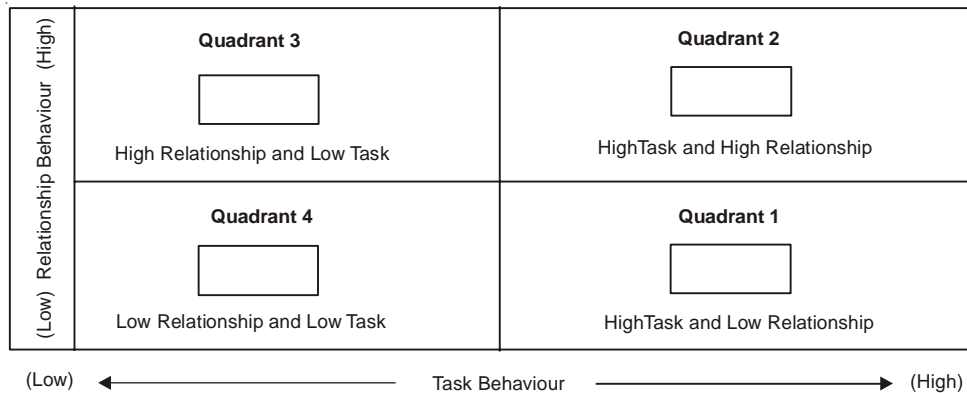 Quadrant 3
High Relationship and Low Task
Quadrant 2
HighTask and High Relationship
(Low) Relationship Behaviour (High)
Quadrant 4
Low Relationship and Low Task
Quadrant 1
HighTask and Low Relationship
(Low) Task Behaviour (High)